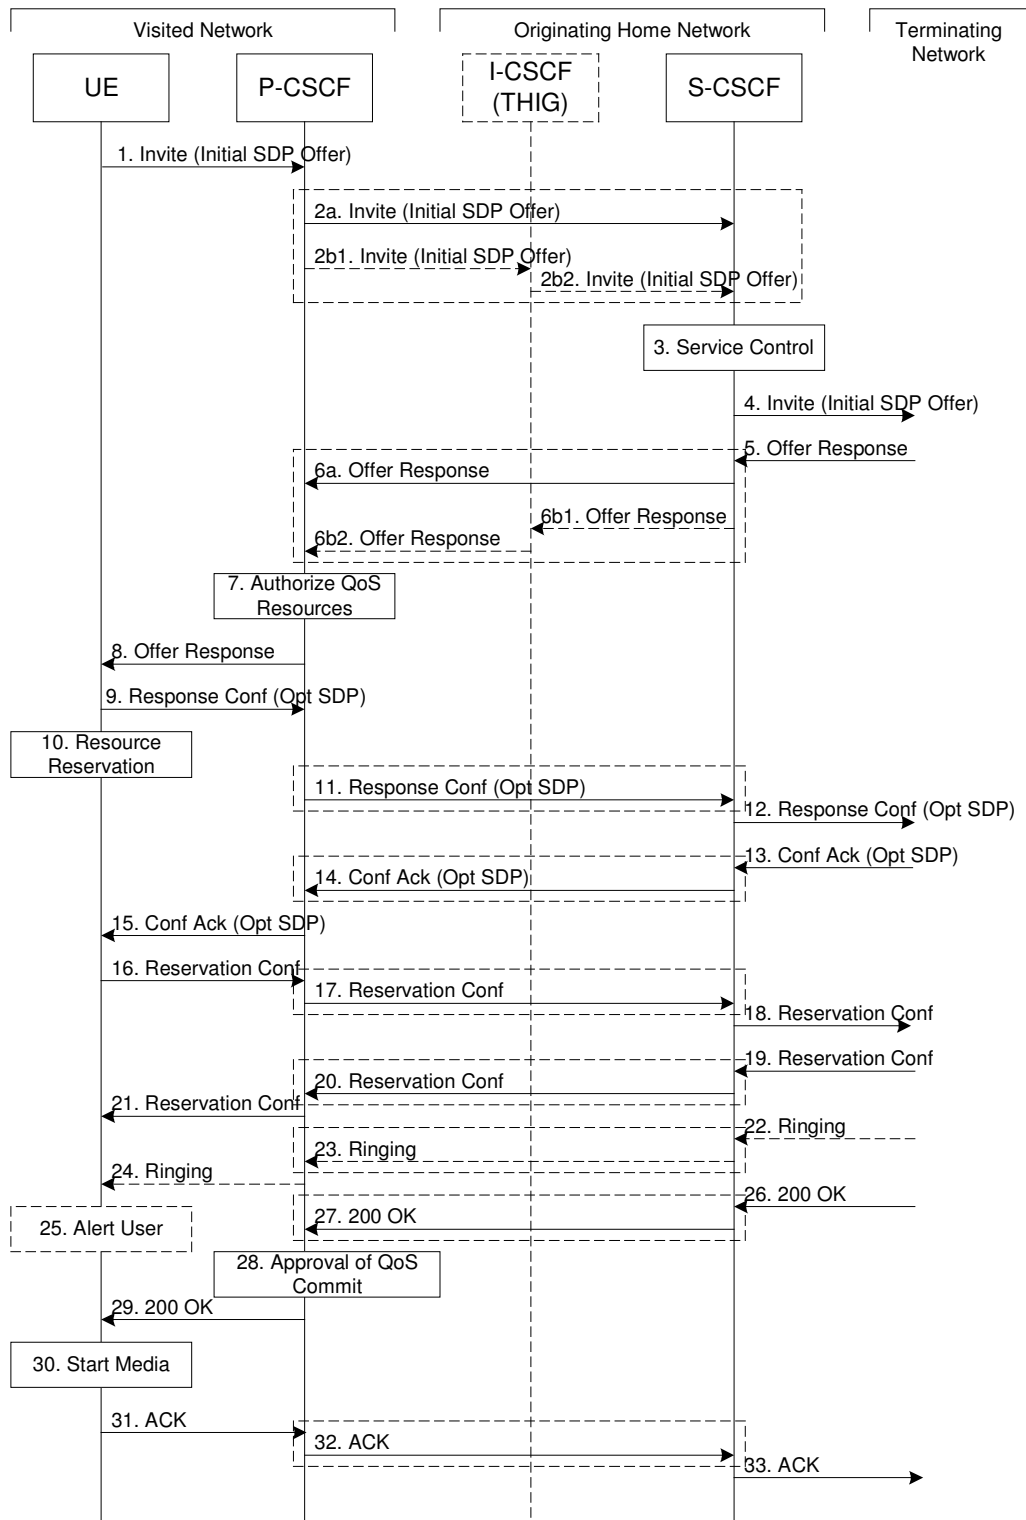 Visited Network
Originating Home Network
Terminating
Network
UE
P-CSCF
I-CSCF
(THIG)
S-CSCF
1. Invite (Initial SDP Offer)
2a. Invite (Initial SDP Offer)
2b1. Invite (Initial SDP Offer)
2b2. Invite (Initial SDP Offer)
3. Service Control
4. Invite (Initial SDP Offer)
5. Offer Response
6a. Offer Response
6b1. Offer Response
6b2. Offer Response
7. Authorize QoS
Resources
8. Offer Response
9. Response Conf (Opt SDP)
10. Resource
Reservation
11. Response Conf (Opt SDP)
12. Response Conf (Opt SDP)
13. Conf Ack (Opt SDP)
14. Conf Ack (Opt SDP)
15. Conf Ack (Opt SDP)
16. Reservation Conf
17. Reservation Conf
18. Reservation Conf
19. Reservation Conf
20. Reservation Conf
21. Reservation Conf
22. Ringing
23. Ringing
24. Ringing
25. Alert User
26. 200 OK
27. 200 OK
28. Approval of QoS
Commit
29. 200 OK
30. Start Media
31. ACK
32. ACK
33. ACK